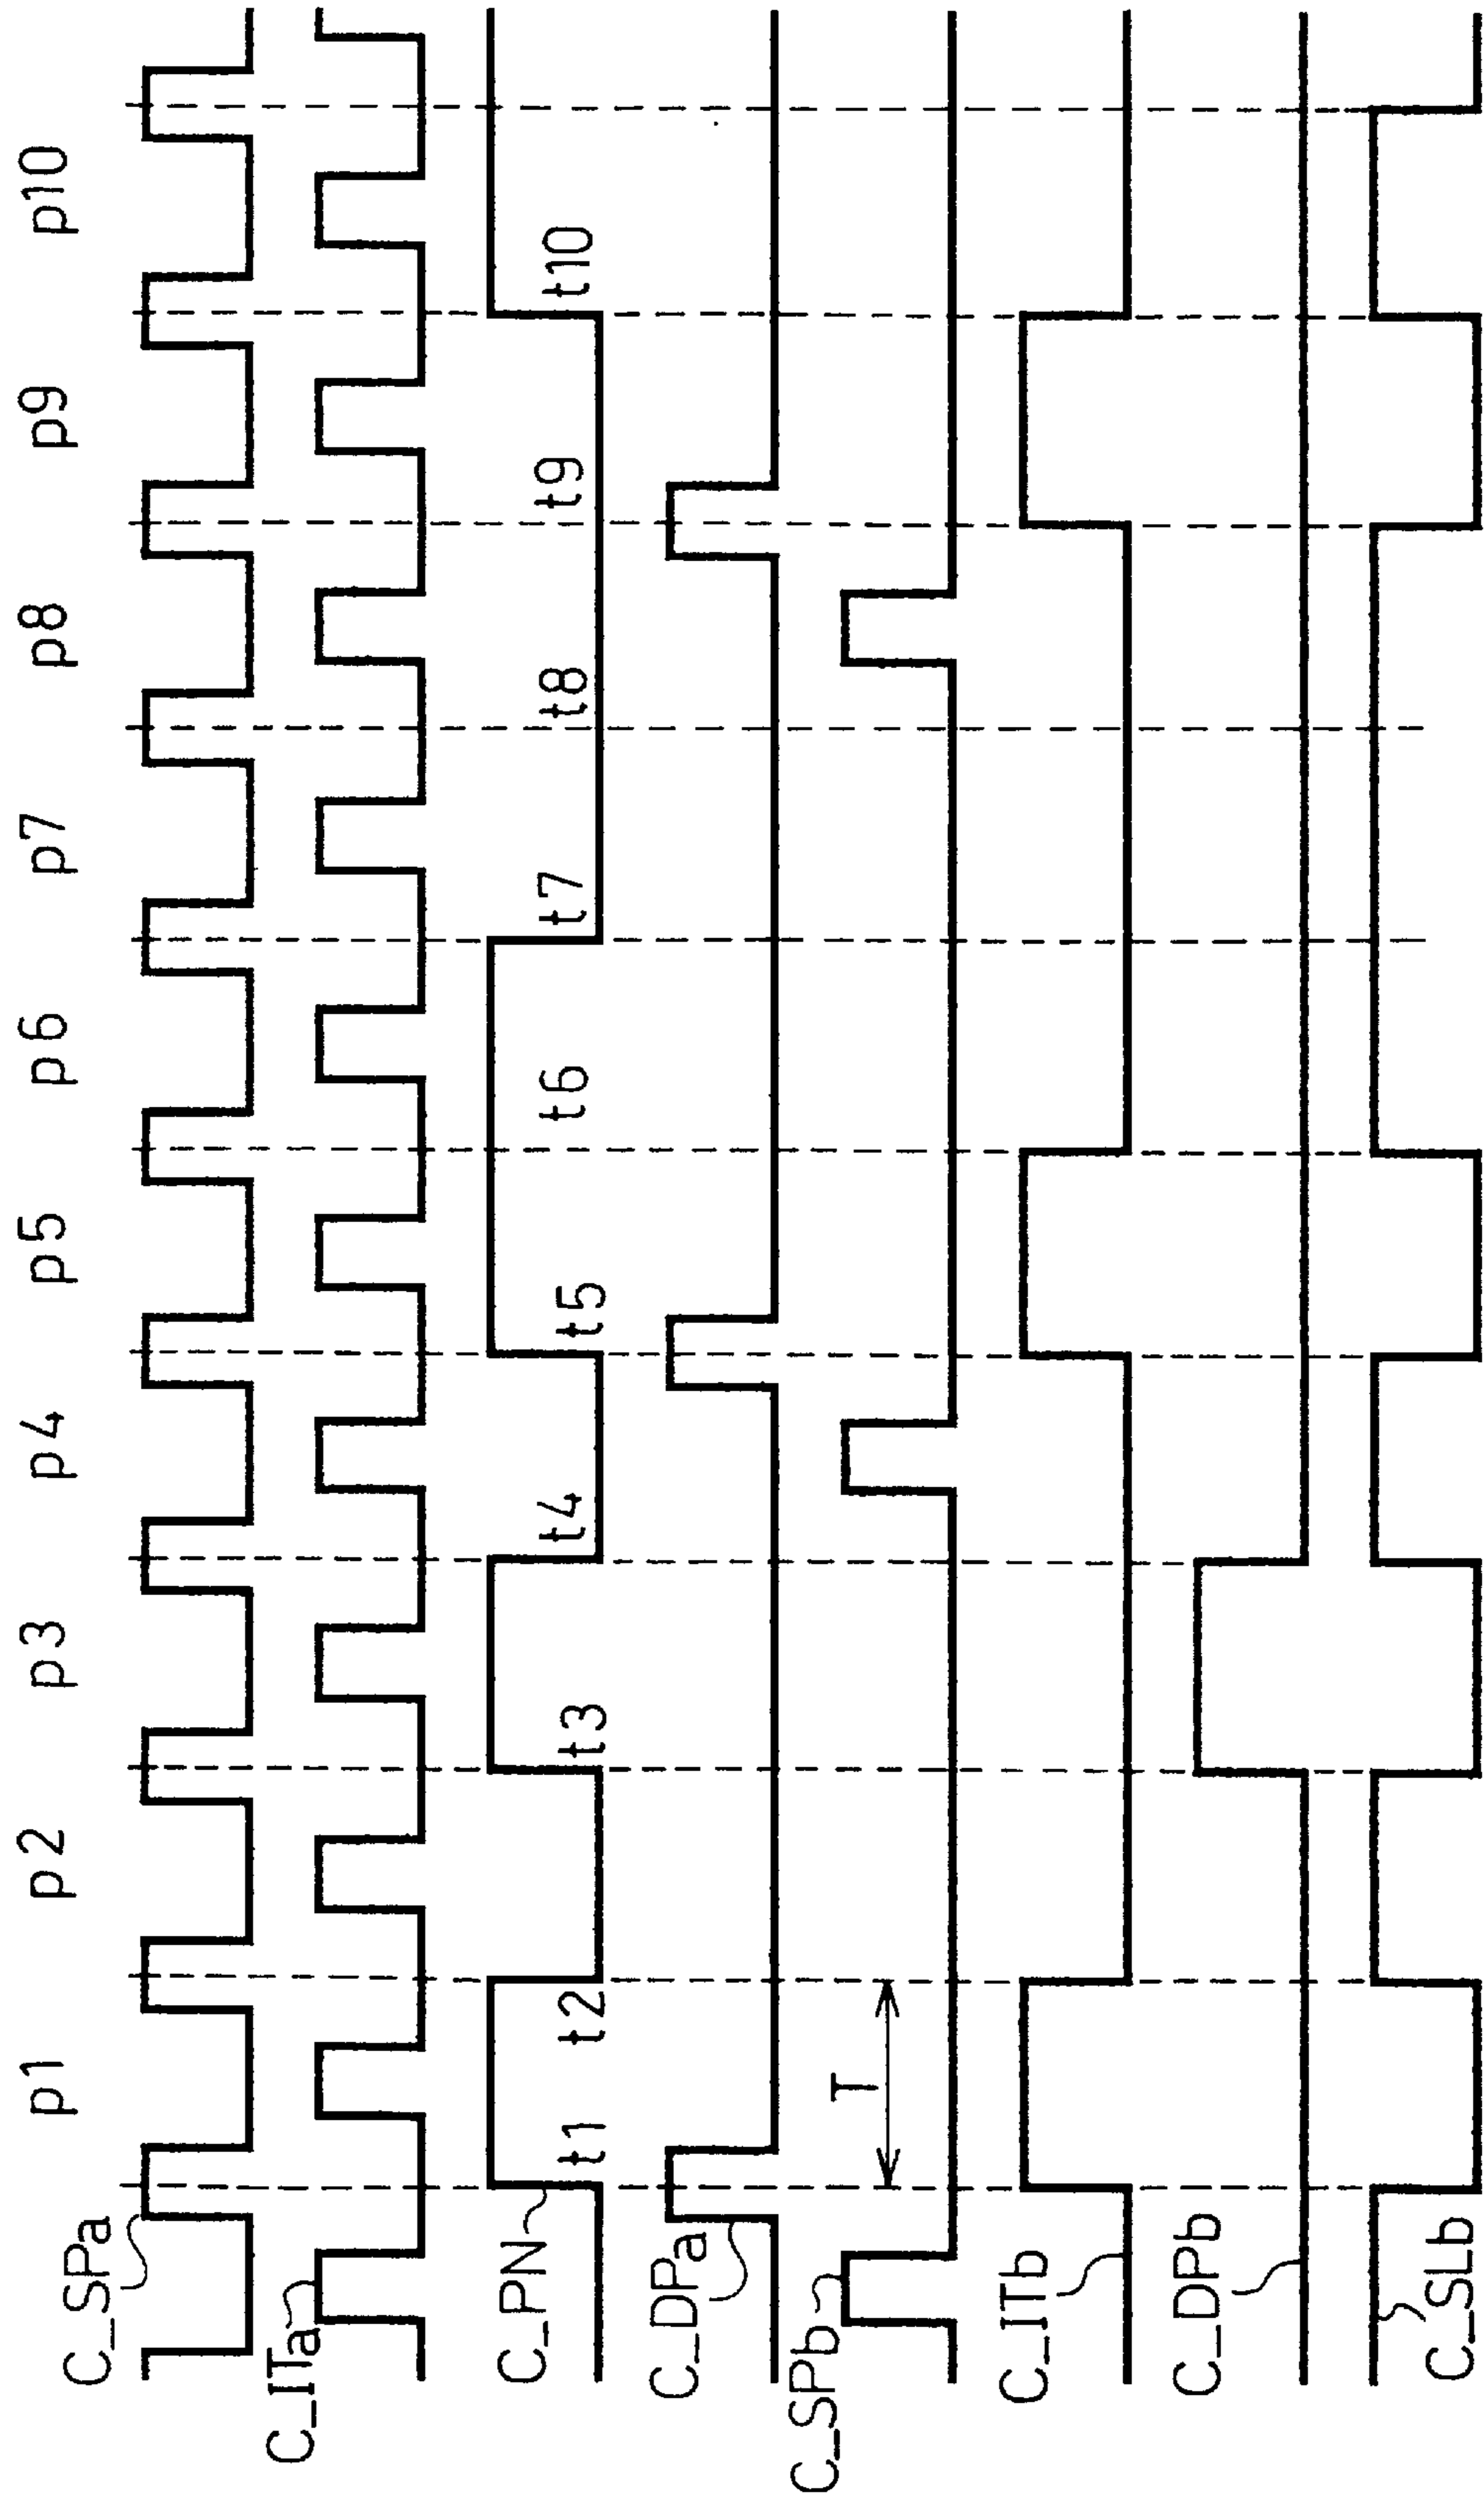 p1 p2 p3 p4 p5 p6 p7 p8 p9 p10
C_SPa
C_ITa
C_PN
t1 t2 t3 t4 t5 t6 t7 t8 t9 t10
C_DPa
C_SPb
T
C_ITb
C_DPb
C_SLb